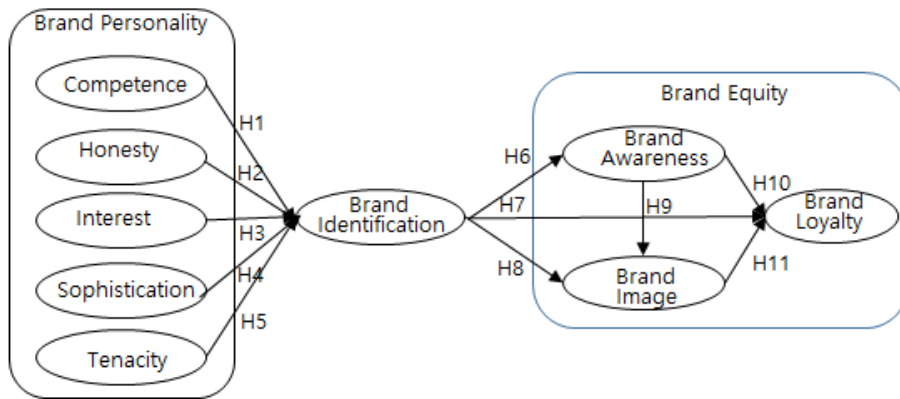 Brand Personality
Competence
Honesty
Interest
Sophistication
Tenacity
H1
H2
H3
H4
H5
Brand
Identification
H6
H7
H8
Brand Equity
Brand
Awareness
H9
Brand
Image
H10
H11
Brand
Loyalty